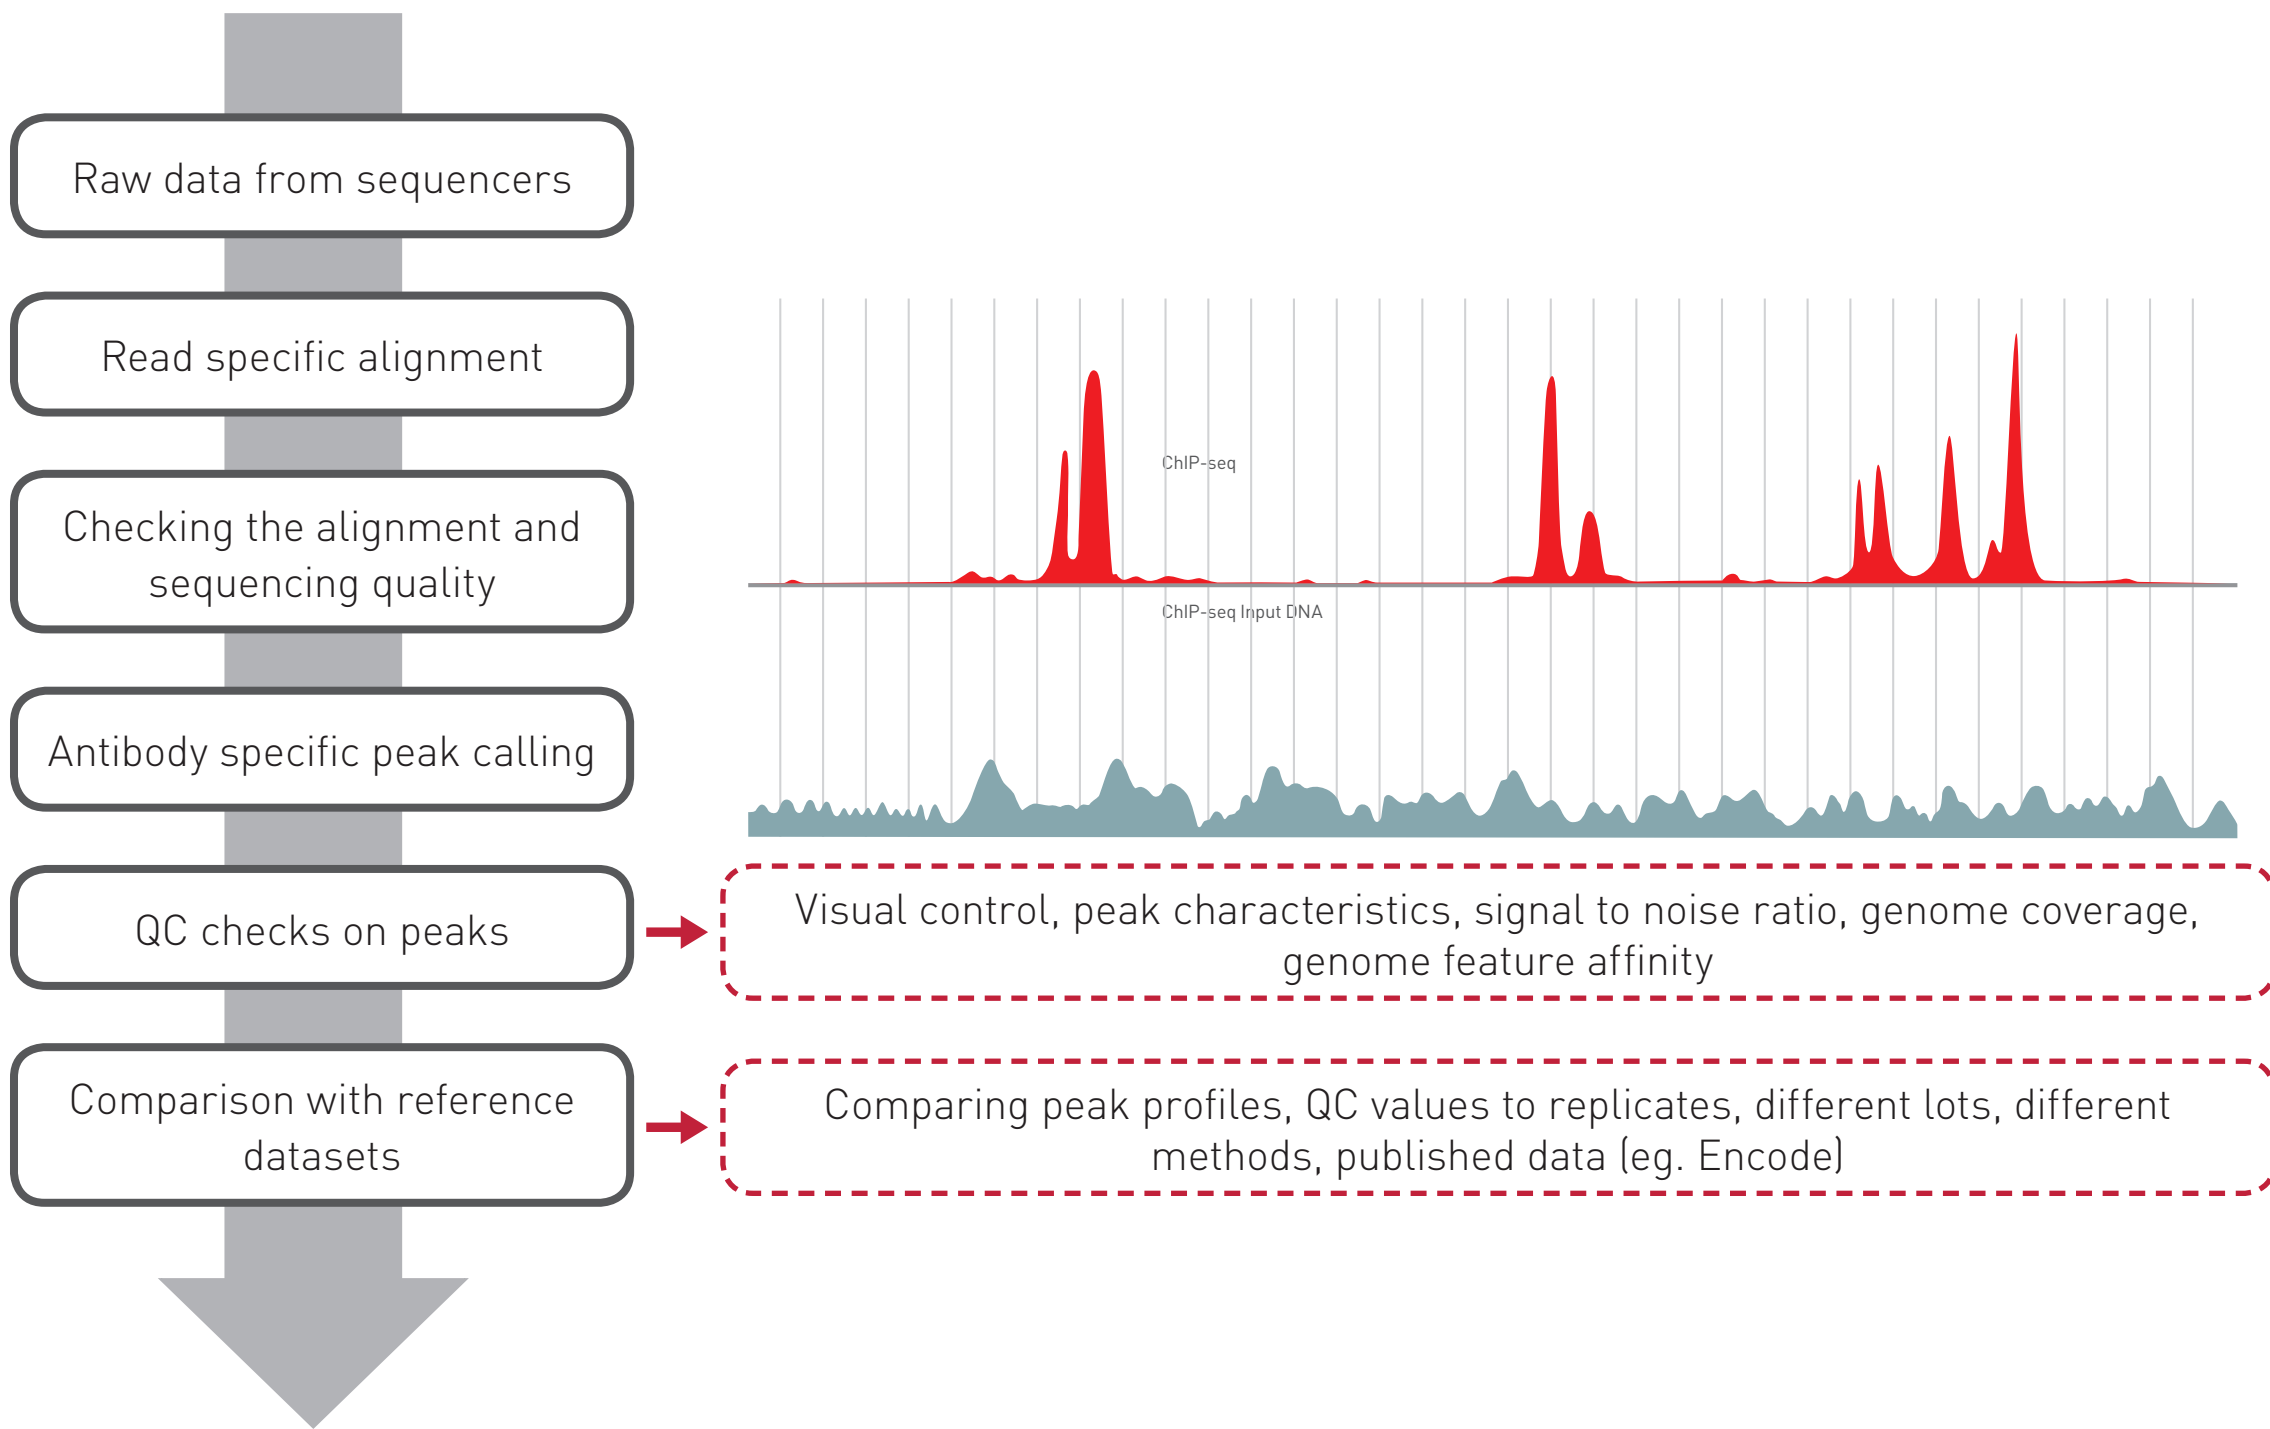 Raw data from sequencers
Read specific alignment
Checking the alignment and
sequencing quality
Antibody specific peak calling
QC checks on peaks
Comparison with reference
datasets
ChIP-seq
ChIP-seq Input DNA
Visual control, peak characteristics, signal to noise ratio, genome coverage,
genome feature affinity
Comparing peak profiles, QC values to replicates, different lots, different
methods, published data (eg. Encode)